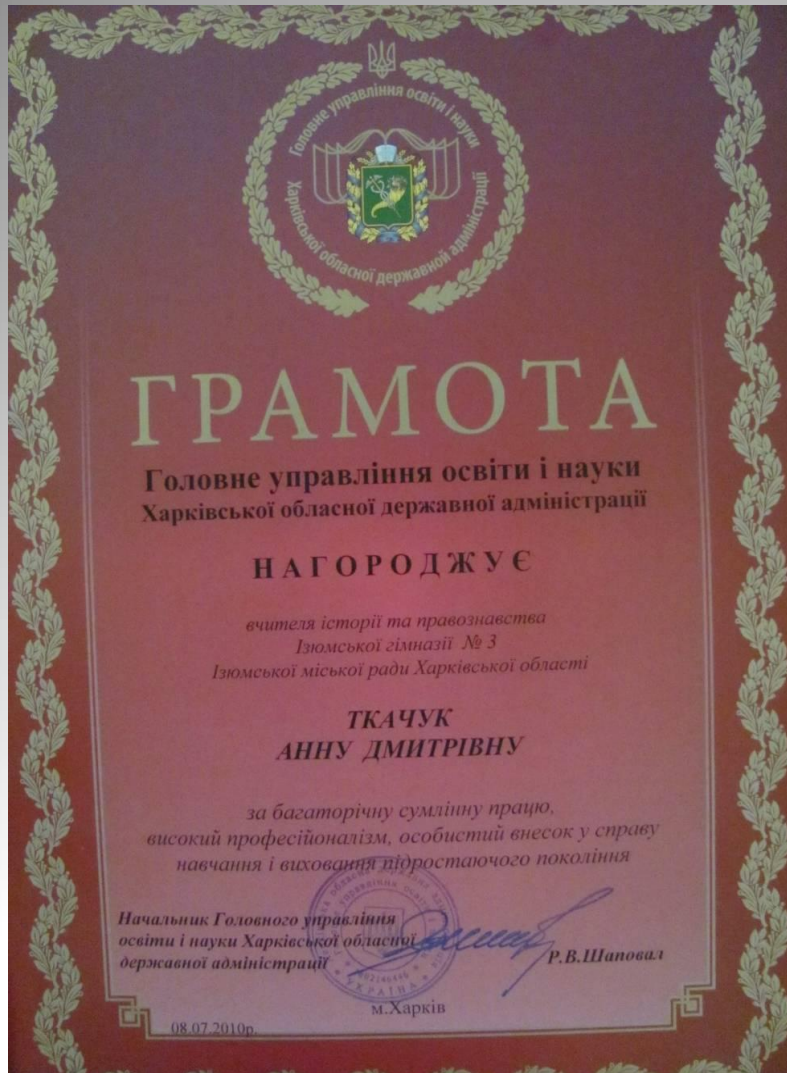 Головне управління освіти і науки
Харківської обласної державної адміністрації
ГРАМОТА
Головне управління освіти і науки
Харківської обласної державної адміністрації
НАГОРОДЖУЄ
вчителя історії та правознавства
Ізюмської гімназії № 3
Ізюмської міської ради Харківської області
ТКАЧУК
АННУ ДМИТРІВНУ
за багаторічну сумлінну працю,
високий професійоналізм, особистий внесок у справу
навчання і виховання підростаючого покоління
Начальник Головного управління
освіти і науки Харківської обласної
державної адміністрації
Р.В.Шаповал
УКРАЇНА
м.Харків
08.07.2010р.